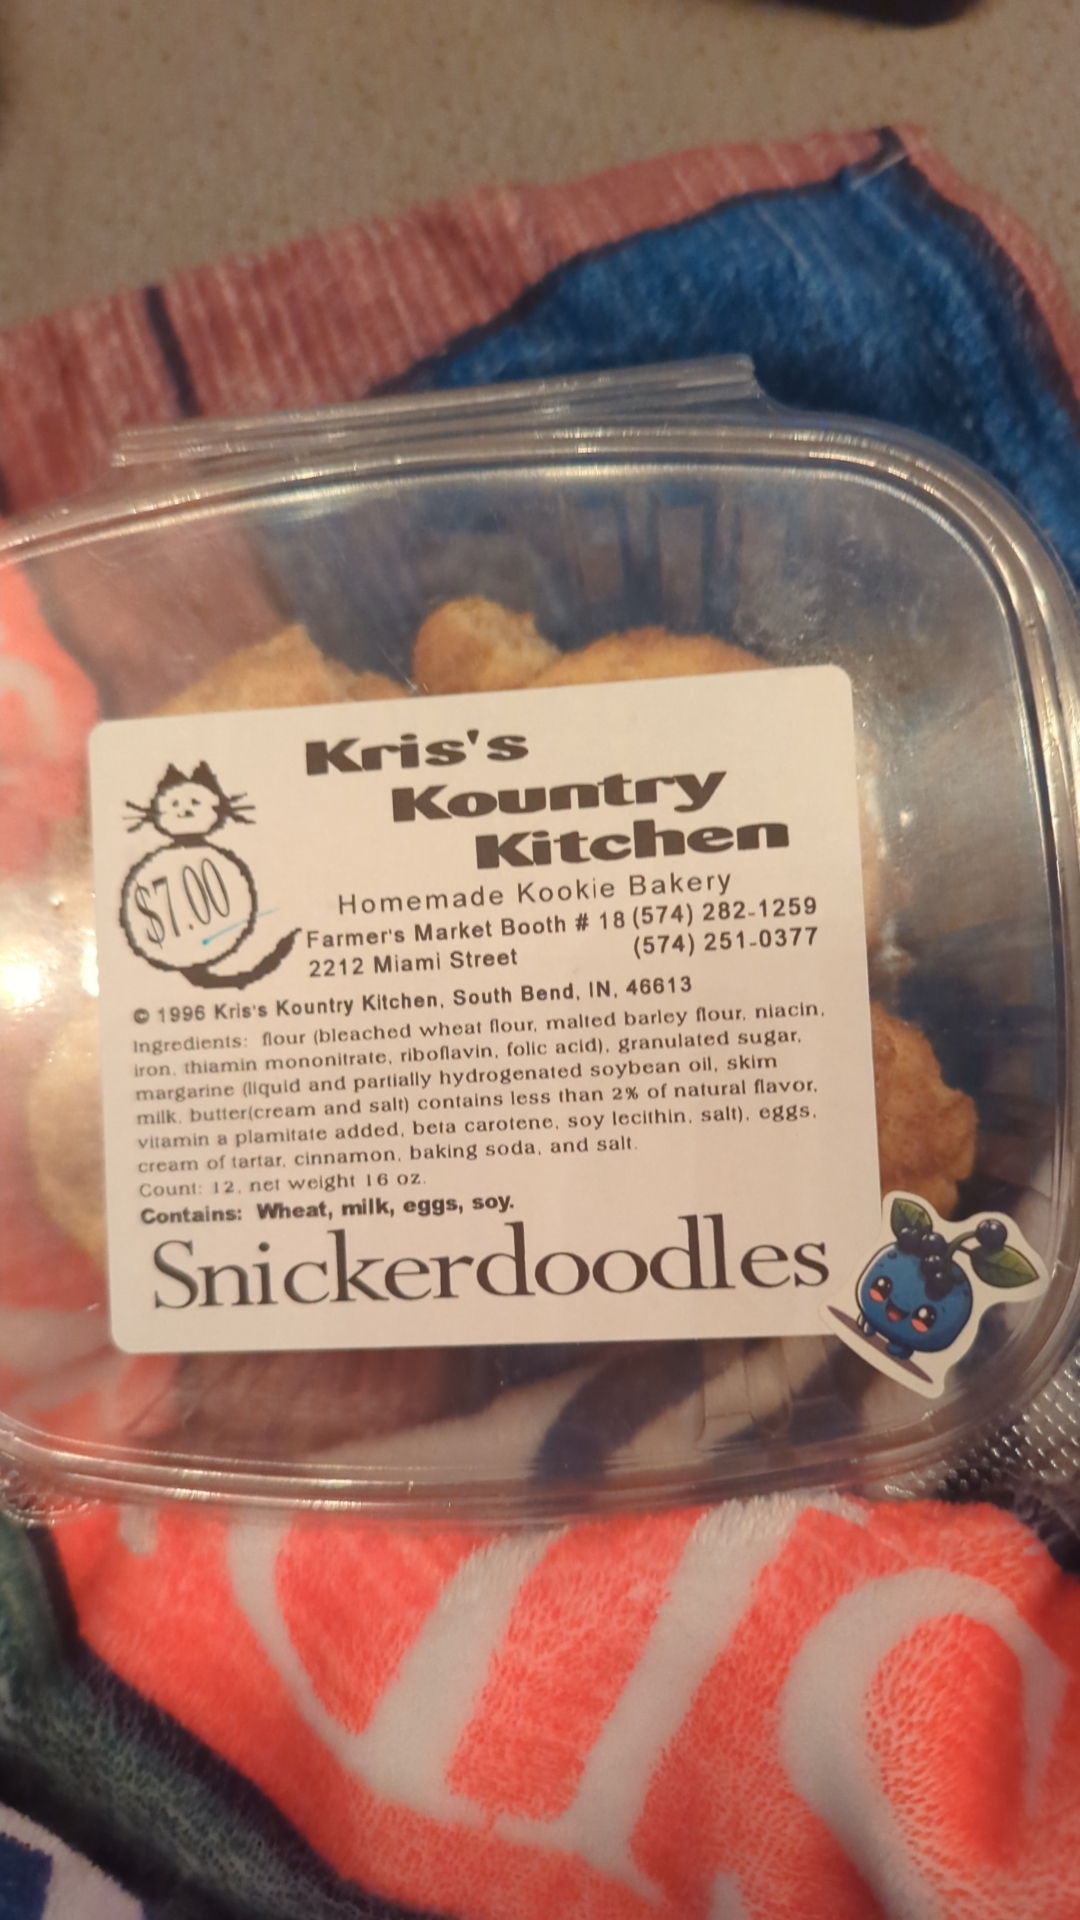 Kris's
Kountry
Kitchen
$7.00
Homemade Kookie Bakery
Farmer's Market Booth # 18 (574) 282-1259
2212 Miami Street (574) 251-0377
© 1996 Kris's Kountry Kitchen, South Bend, IN, 46613
Ingredients: flour (bleached wheat flour, malted barley flour, niacin,
iron, thiamin mononitrate, riboflavin, folic acid), granulated sugar,
margarine (liquid and partially hydrogenated soybean oil, skim
milk, butter(cream and salt) contains less than 2% of natural flavor,
vitamin a plamitate added, beta carotene, soy lecithin, salt), eggs,
cream of tartar, cinnamon, baking soda, and salt.
Count: 12, net weight 16 oz.
Contains: Wheat, milk, eggs, soy.
Snickerdoodles